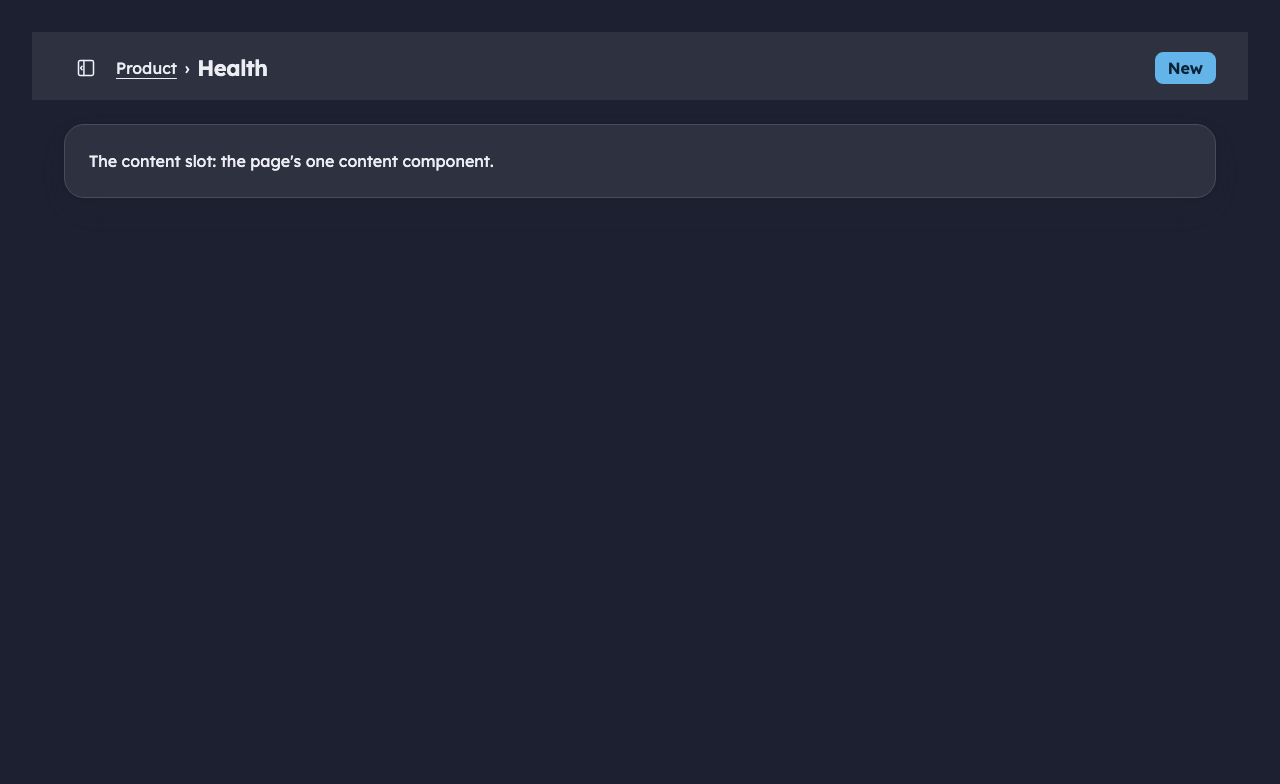 Product › Health
New
The content slot: the page's one content component.